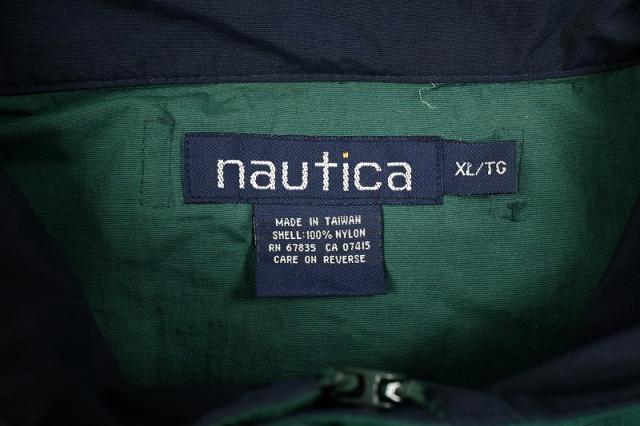 nautica
XL/TG
MADE IN TAIWAN
SHELL:100% NYLON
RN 67835 CA 07415
CARE ON REVERSE